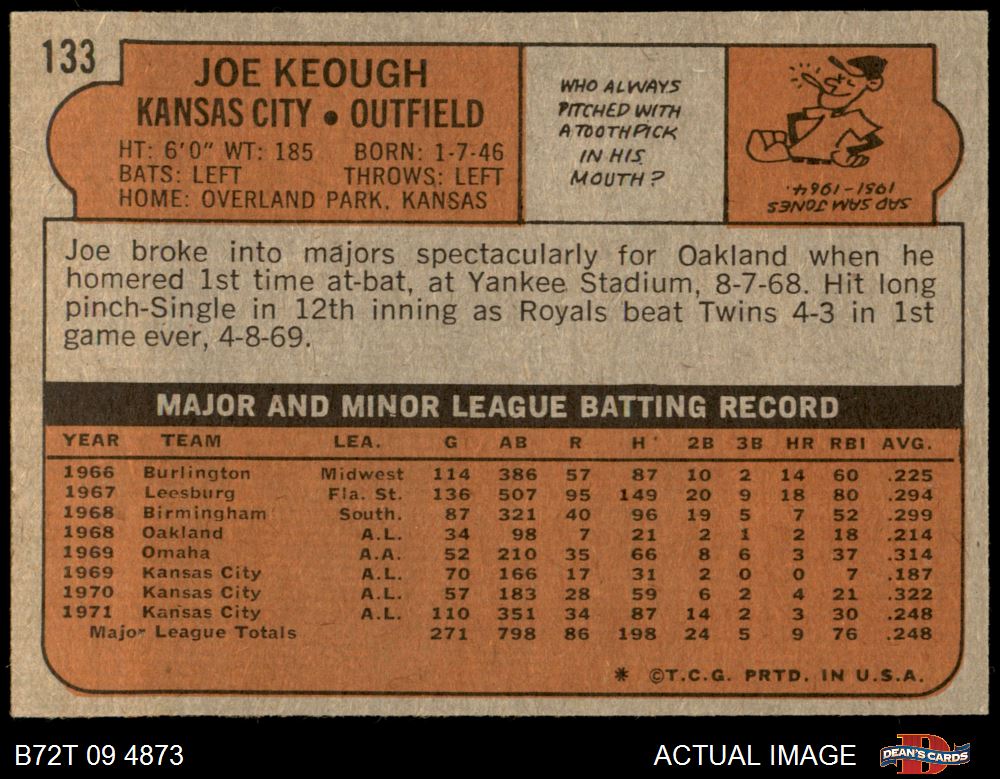 133
JOE KEOUGH
KANSAS CITY • OUTFIELD
HT: 6'0" WT: 185 BORN: 1-7-46
BATS: LEFT THROWS: LEFT
HOME: OVERLAND PARK, KANSAS
WHO ALWAYS
PITCHED WITH
A TOOTHPICK
IN HIS
MOUTH?
SAD SAM JONES
1951-1964.
Joe broke into majors spectacularly for Oakland when he
homered 1st time at-bat, at Yankee Stadium, 8-7-68. Hit long
pinch-Single in 12th inning as Royals beat Twins 4-3 in 1st
game ever, 4-8-69.
MAJOR AND MINOR LEAGUE BATTING RECORD
YEAR TEAM LEA. G AB R H 2B 3B HR RBI AVG.
1966 Burlington Midwest 114 386 57 87 10 2 14 60 .225
1967 Leesburg Fla. St. 136 507 95 149 20 9 18 80 .294
1968 Birmingham South. 87 321 40 96 19 5 7 52 .299
1968 Oakland A.L. 34 98 7 21 2 1 2 18 .214
1969 Omaha A.A. 52 210 35 66 8 6 3 37 .314
1969 Kansas City A.L. 70 166 17 31 2 0 0 7 .187
1970 Kansas City A.L. 57 183 28 59 6 2 4 21 .322
1971 Kansas City A.L. 110 351 34 87 14 2 3 30 .248
Major League Totals 271 798 86 198 24 5 9 76 .248
* ©T.C.G. PRTD. IN U.S.A.
B72T 09 4873 ACTUAL IMAGE
DEAN'S CARDS